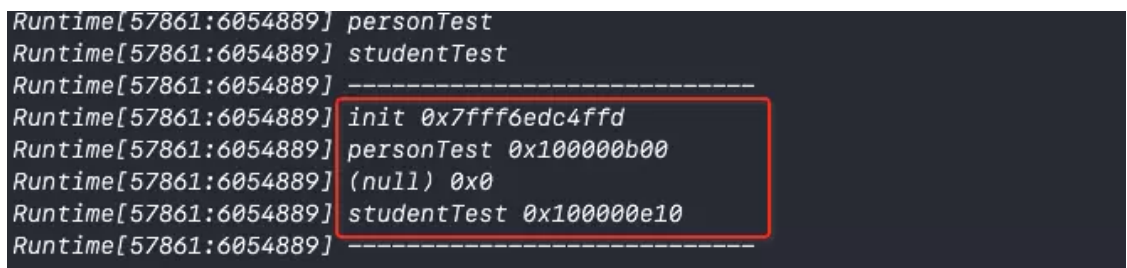 Runtime[57861:6054889] personTest
Runtime[57861:6054889] studentTest
Runtime[57861:6054889] ----------------------------
Runtime[57861:6054889] init 0x7fff6edc4ffd
Runtime[57861:6054889] personTest 0x100000b00
Runtime[57861:6054889] (null) 0x0
Runtime[57861:6054889] studentTest 0x100000e10
Runtime[57861:6054889] ----------------------------